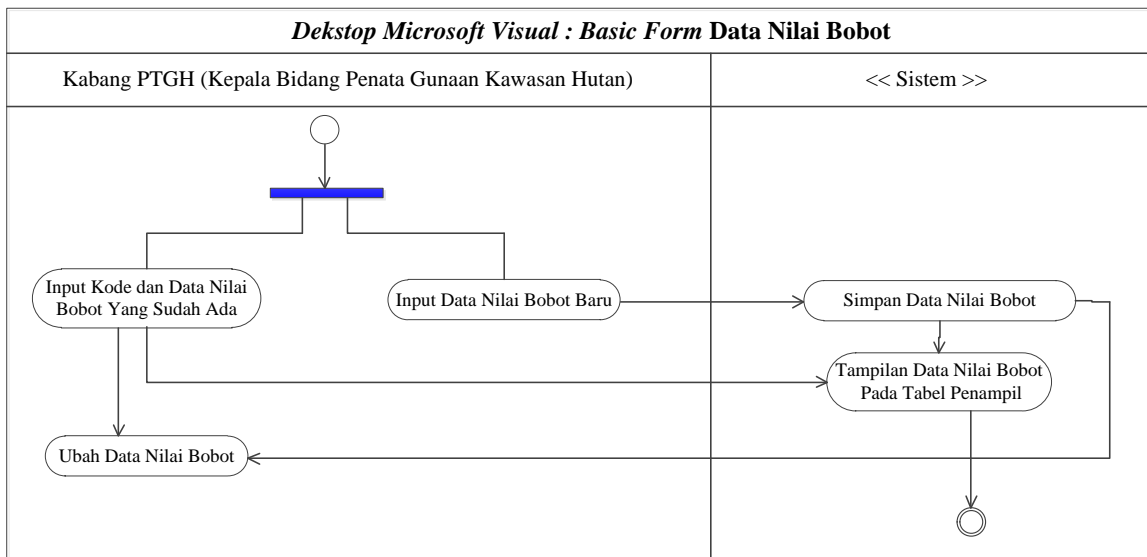 Dekstop Microsoft Visual : Basic Form Data Nilai Bobot
Kabang PTGH (Kepala Bidang Penata Gunaan Kawasan Hutan)
<< Sistem >>
Input Kode dan Data Nilai
Bobot Yang Sudah Ada
Input Data Nilai Bobot Baru
Simpan Data Nilai Bobot
Tampilan Data Nilai Bobot
Pada Tabel Penampil
Ubah Data Nilai Bobot